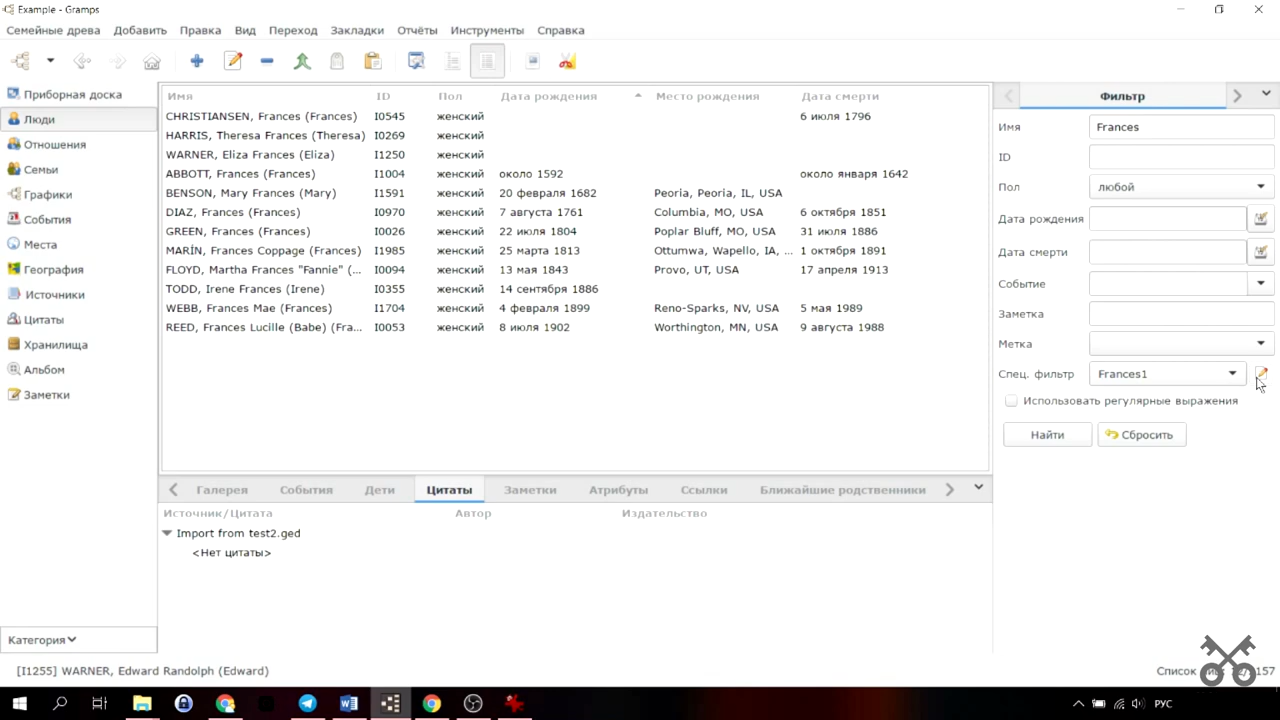 Example - Gramps
Семейные древа Добавить Правка Вид Переход Закладки Отчёты Инструменты Справка
Приборная доска
Люди
Отношения
Семьи
Графики
События
Места
География
Источники
Цитаты
Хранилища
Альбом
Заметки
Категория
Имя ID Пол Дата рождения Место рождения Дата смерти
CHRISTIANSEN, Frances (Frances) I0545 женский 6 июля 1796
HARRIS, Theresa Frances (Theresa) I0269 женский
WARNER, Eliza Frances (Eliza) I1250 женский
ABBOTT, Frances (Frances) I1004 женский около 1592 около января 1642
BENSON, Mary Frances (Mary) I1591 женский 20 февраля 1682 Peoria, Peoria, IL, USA
DIAZ, Frances (Frances) I0970 женский 7 августа 1761 Columbia, MO, USA 6 октября 1851
GREEN, Frances (Frances) I0026 женский 22 июля 1804 Poplar Bluff, MO, USA 31 июля 1886
MARÍN, Frances Coppage (Frances) I1985 женский 25 марта 1813 Ottumwa, Wapello, IA, ... 1 октября 1891
FLOYD, Martha Frances "Fannie" (... I0094 женский 13 мая 1843 Provo, UT, USA 17 апреля 1913
TODD, Irene Frances (Irene) I0355 женский 14 сентября 1886
WEBB, Frances Mae (Frances) I1704 женский 4 февраля 1899 Reno-Sparks, NV, USA 5 мая 1989
REED, Frances Lucille (Babe) (Fra... I0053 женский 8 июля 1902 Worthington, MN, USA 9 августа 1988
Галерея События Дети Цитаты Заметки Атрибуты Ссылки Ближайшие родственники
Источник/Цитата Автор Издательство
Import from test2.ged
<Нет цитаты>
Фильтр
Имя Frances
ID
Пол любой
Дата рождения
Дата смерти
Событие
Заметка
Метка
Спец. фильтр Frances1
Использовать регулярные выражения
Найти Сбросить
[I1255] WARNER, Edward Randolph (Edward)
Список
РУС